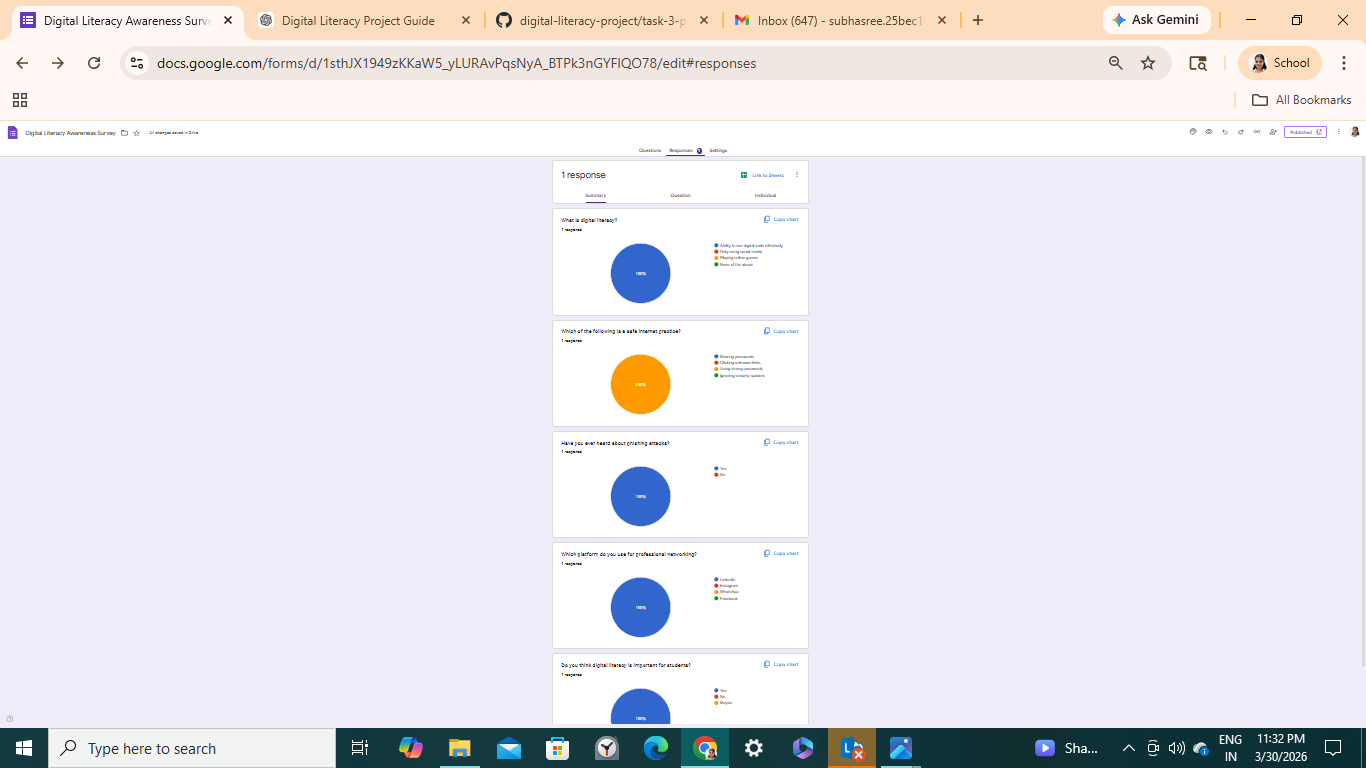 Digital Literacy Awareness Surve
Digital Literacy Project Guide
digital-literacy-project/task-3-p
Inbox (647) - subhasree.25bec1
Ask Gemini
docs.google.com/forms/d/1sthJX1949zKKaW5_yLURAvPqsNyA_BTPk3nGYFIQO78/edit#responses
School
All Bookmarks
Digital Literacy Awareness Survey
All changes saved in Drive
Published
Questions
Responses
1
Settings
1 response
Link to Sheets
Summary
Question
Individual
What is digital literacy?
Copy chart
1 response
100%
Ability to use digital tools effectively
Only using social media
Playing online games
None of the above
Which of the following is a safe internet practice?
Copy chart
1 response
100%
Sharing passwords
Clicking unknown links
Using strong passwords
Ignoring security updates
Have you ever heard about phishing attacks?
Copy chart
1 response
100%
Yes
No
Which platform do you use for professional networking?
Copy chart
1 response
100%
LinkedIn
Instagram
WhatsApp
Facebook
Do you think digital literacy is important for students?
Copy chart
1 response
100%
Yes
No
Maybe
Type here to search
Sha...
ENG
IN
11:32 PM
3/30/2026